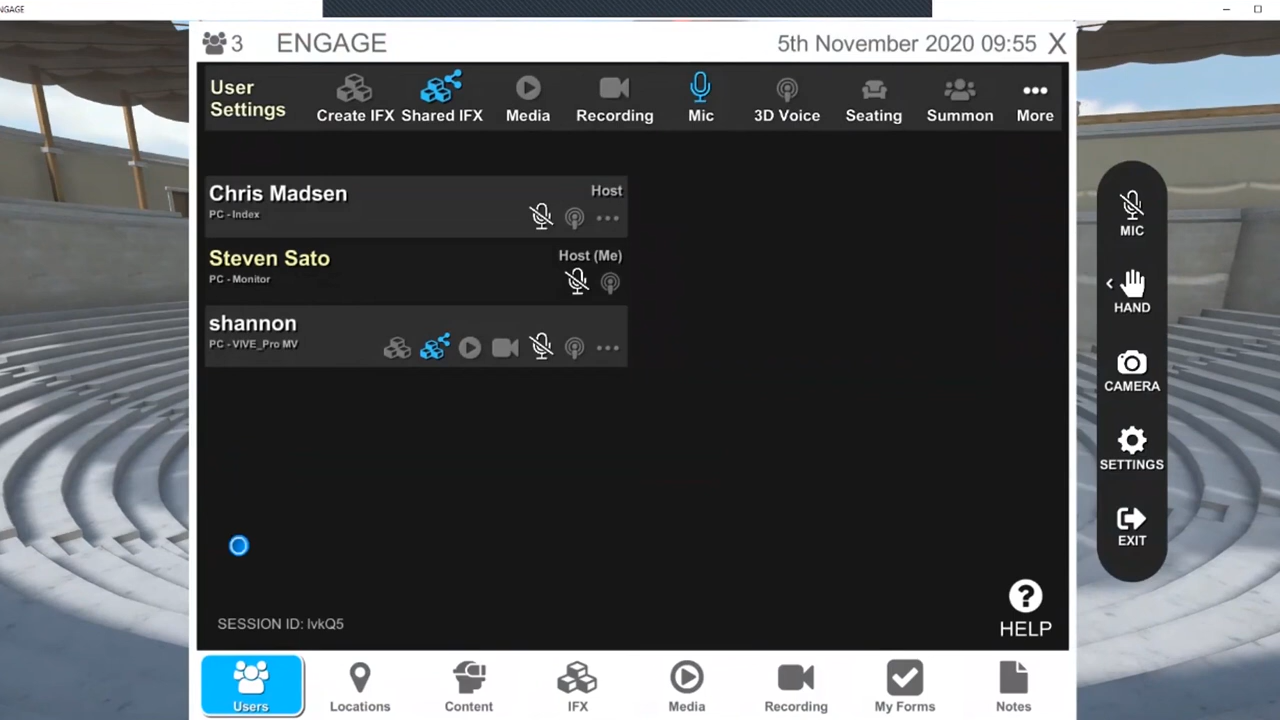 NGAGE
3 ENGAGE 5th November 2020 09:55 X
User Settings
Create IFX Shared IFX Media Recording Mic 3D Voice Seating Summon More
Chris Madsen Host
PC - Index
Steven Sato Host (Me)
PC - Monitor
shannon
PC - VIVE_Pro MV
MIC
HAND
CAMERA
SETTINGS
EXIT
SESSION ID: lvkQ5
? HELP
Users Locations Content IFX Media Recording My Forms Notes